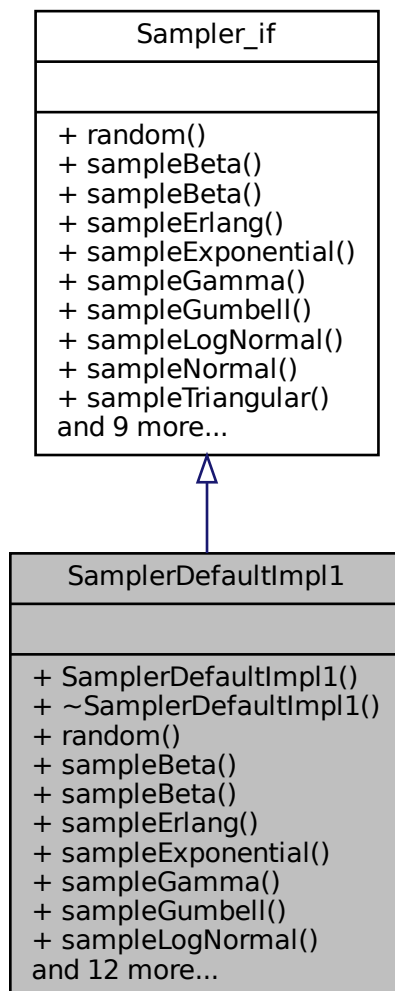 Sampler_if
+ random()
+ sampleBeta()
+ sampleBeta()
+ sampleErlang()
+ sampleExponential()
+ sampleGamma()
+ sampleGumbell()
+ sampleLogNormal()
+ sampleNormal()
+ sampleTriangular()
and 9 more...
SamplerDefaultImpl1
+ SamplerDefaultImpl1()
+ ~SamplerDefaultImpl1()
+ random()
+ sampleBeta()
+ sampleBeta()
+ sampleErlang()
+ sampleExponential()
+ sampleGamma()
+ sampleGumbell()
+ sampleLogNormal()
and 12 more...